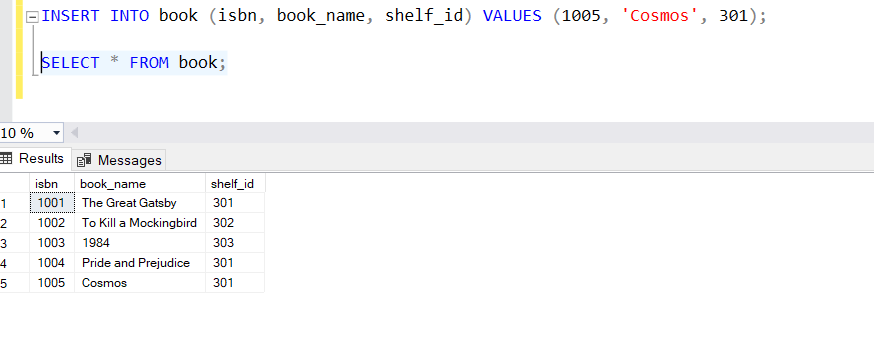 INSERT INTO book (isbn, book_name, shelf_id) VALUES (1005, 'Cosmos', 301);
SELECT * FROM book;
10 %
Results Messages
isbn book_name shelf_id
1 1001 The Great Gatsby 301
2 1002 To Kill a Mockingbird 302
3 1003 1984 303
4 1004 Pride and Prejudice 301
5 1005 Cosmos 301